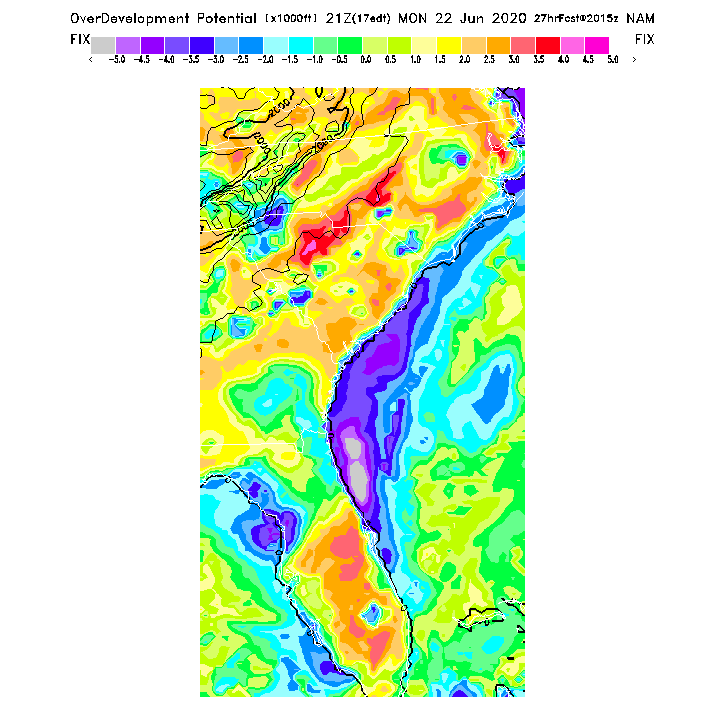 OverDevelopment Potential [x1000ft] 21Z(17edt) MON 22 Jun 2020 27hrFcst@2015z NAM
FIX FIX
< -5.0 -4.5 -4.0 -3.5 -3.0 -2.5 -2.0 -1.5 -1.0 -0.5 0.0 0.5 1.0 1.5 2.0 2.5 3.0 3.5 4.0 4.5 5.0 >
2000
2000